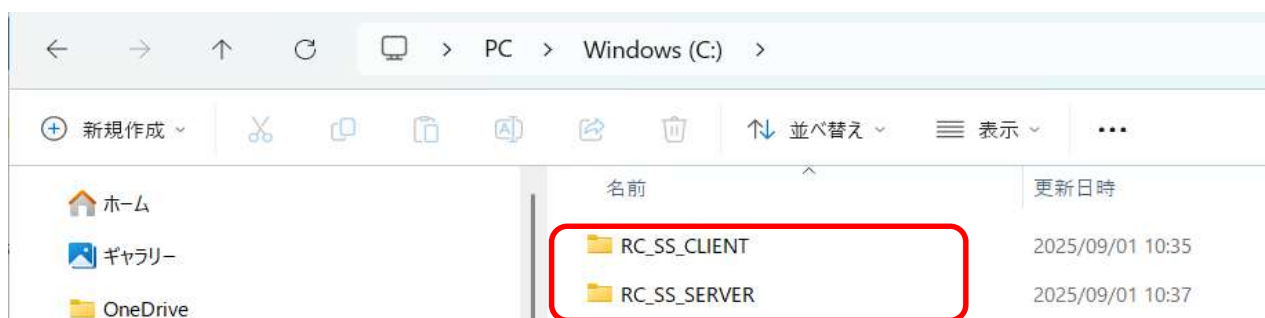 PC > Windows (C:) >
新規作成 並べ替え 表示 •••
名前 更新日時
ホーム
RC_SS_CLIENT 2025/09/01 10:35
ギャラリー
RC_SS_SERVER 2025/09/01 10:37
OneDrive